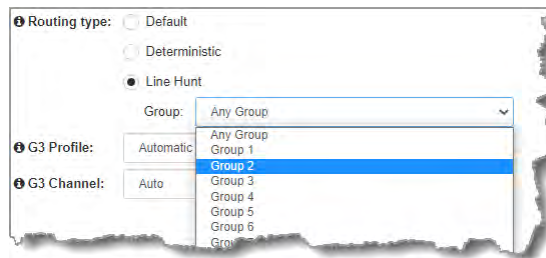 Routing type: Default
Deterministic
Line Hunt
Group: Any Group
Any Group
G3 Profile: Automatic
Group 1
Group 2
G3 Channel: Auto
Group 3
Group 4
Group 5
Group 6